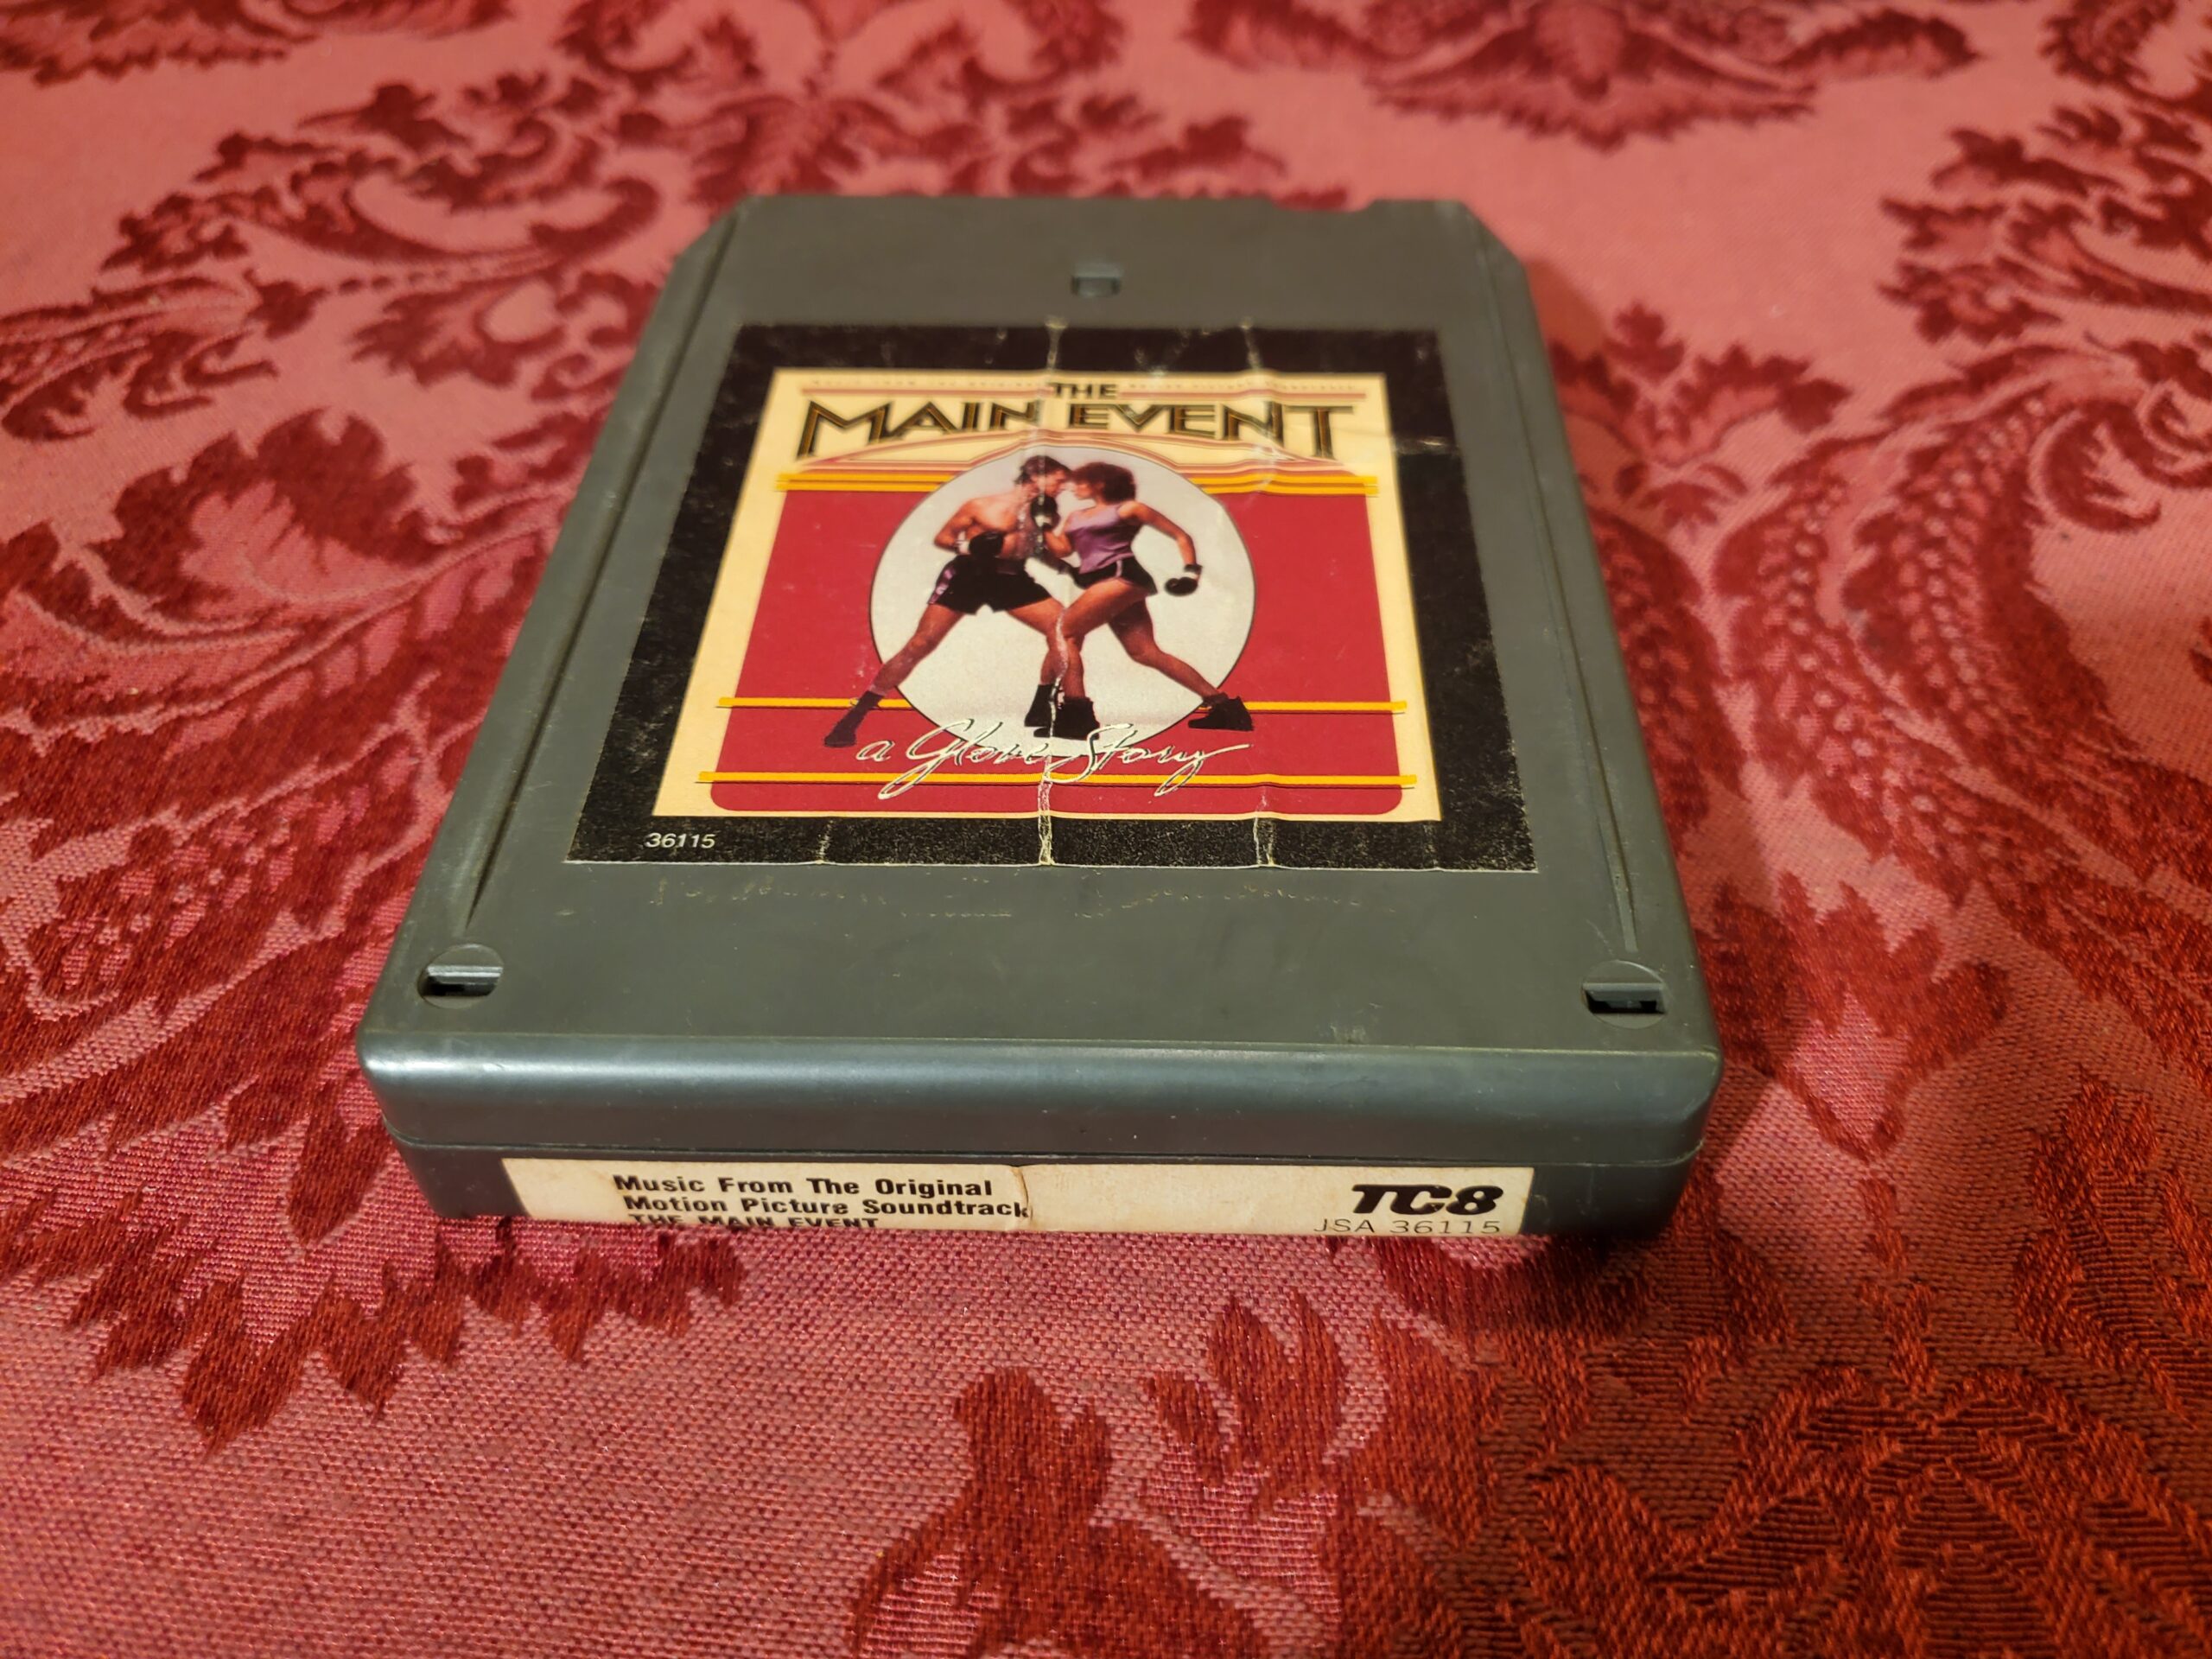 THE
MAIN EVENT
a Glove Story
36115
Music From The Original
Motion Picture Soundtrack
THE MAIN EVENT
TC8
JSA 36115